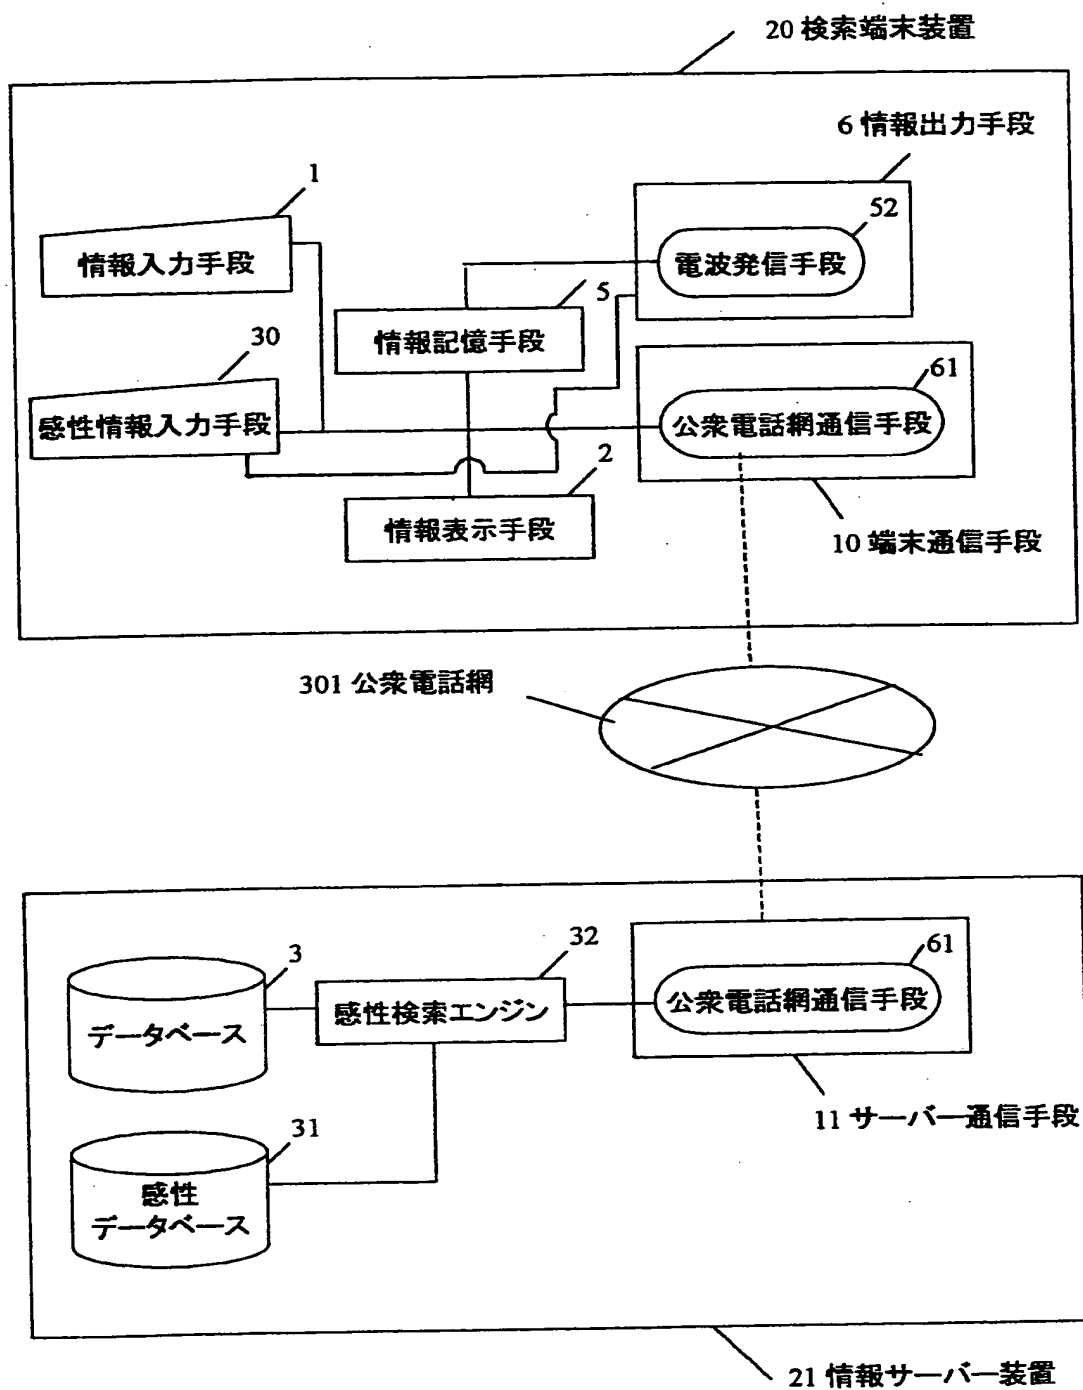 20 検索端末装置
6 情報出力手段
1
52
情報入力手段
電波発信手段
5
30
情報記憶手段
61
感性情報入力手段
公衆電話網通信手段
2
情報表示手段
10 端末通信手段
301 公衆電話網
3
32
61
データベース
感性検索エンジン
公衆電話網通信手段
31
11 サーバー通信手段
感性
データベース
21 情報サーバー装置